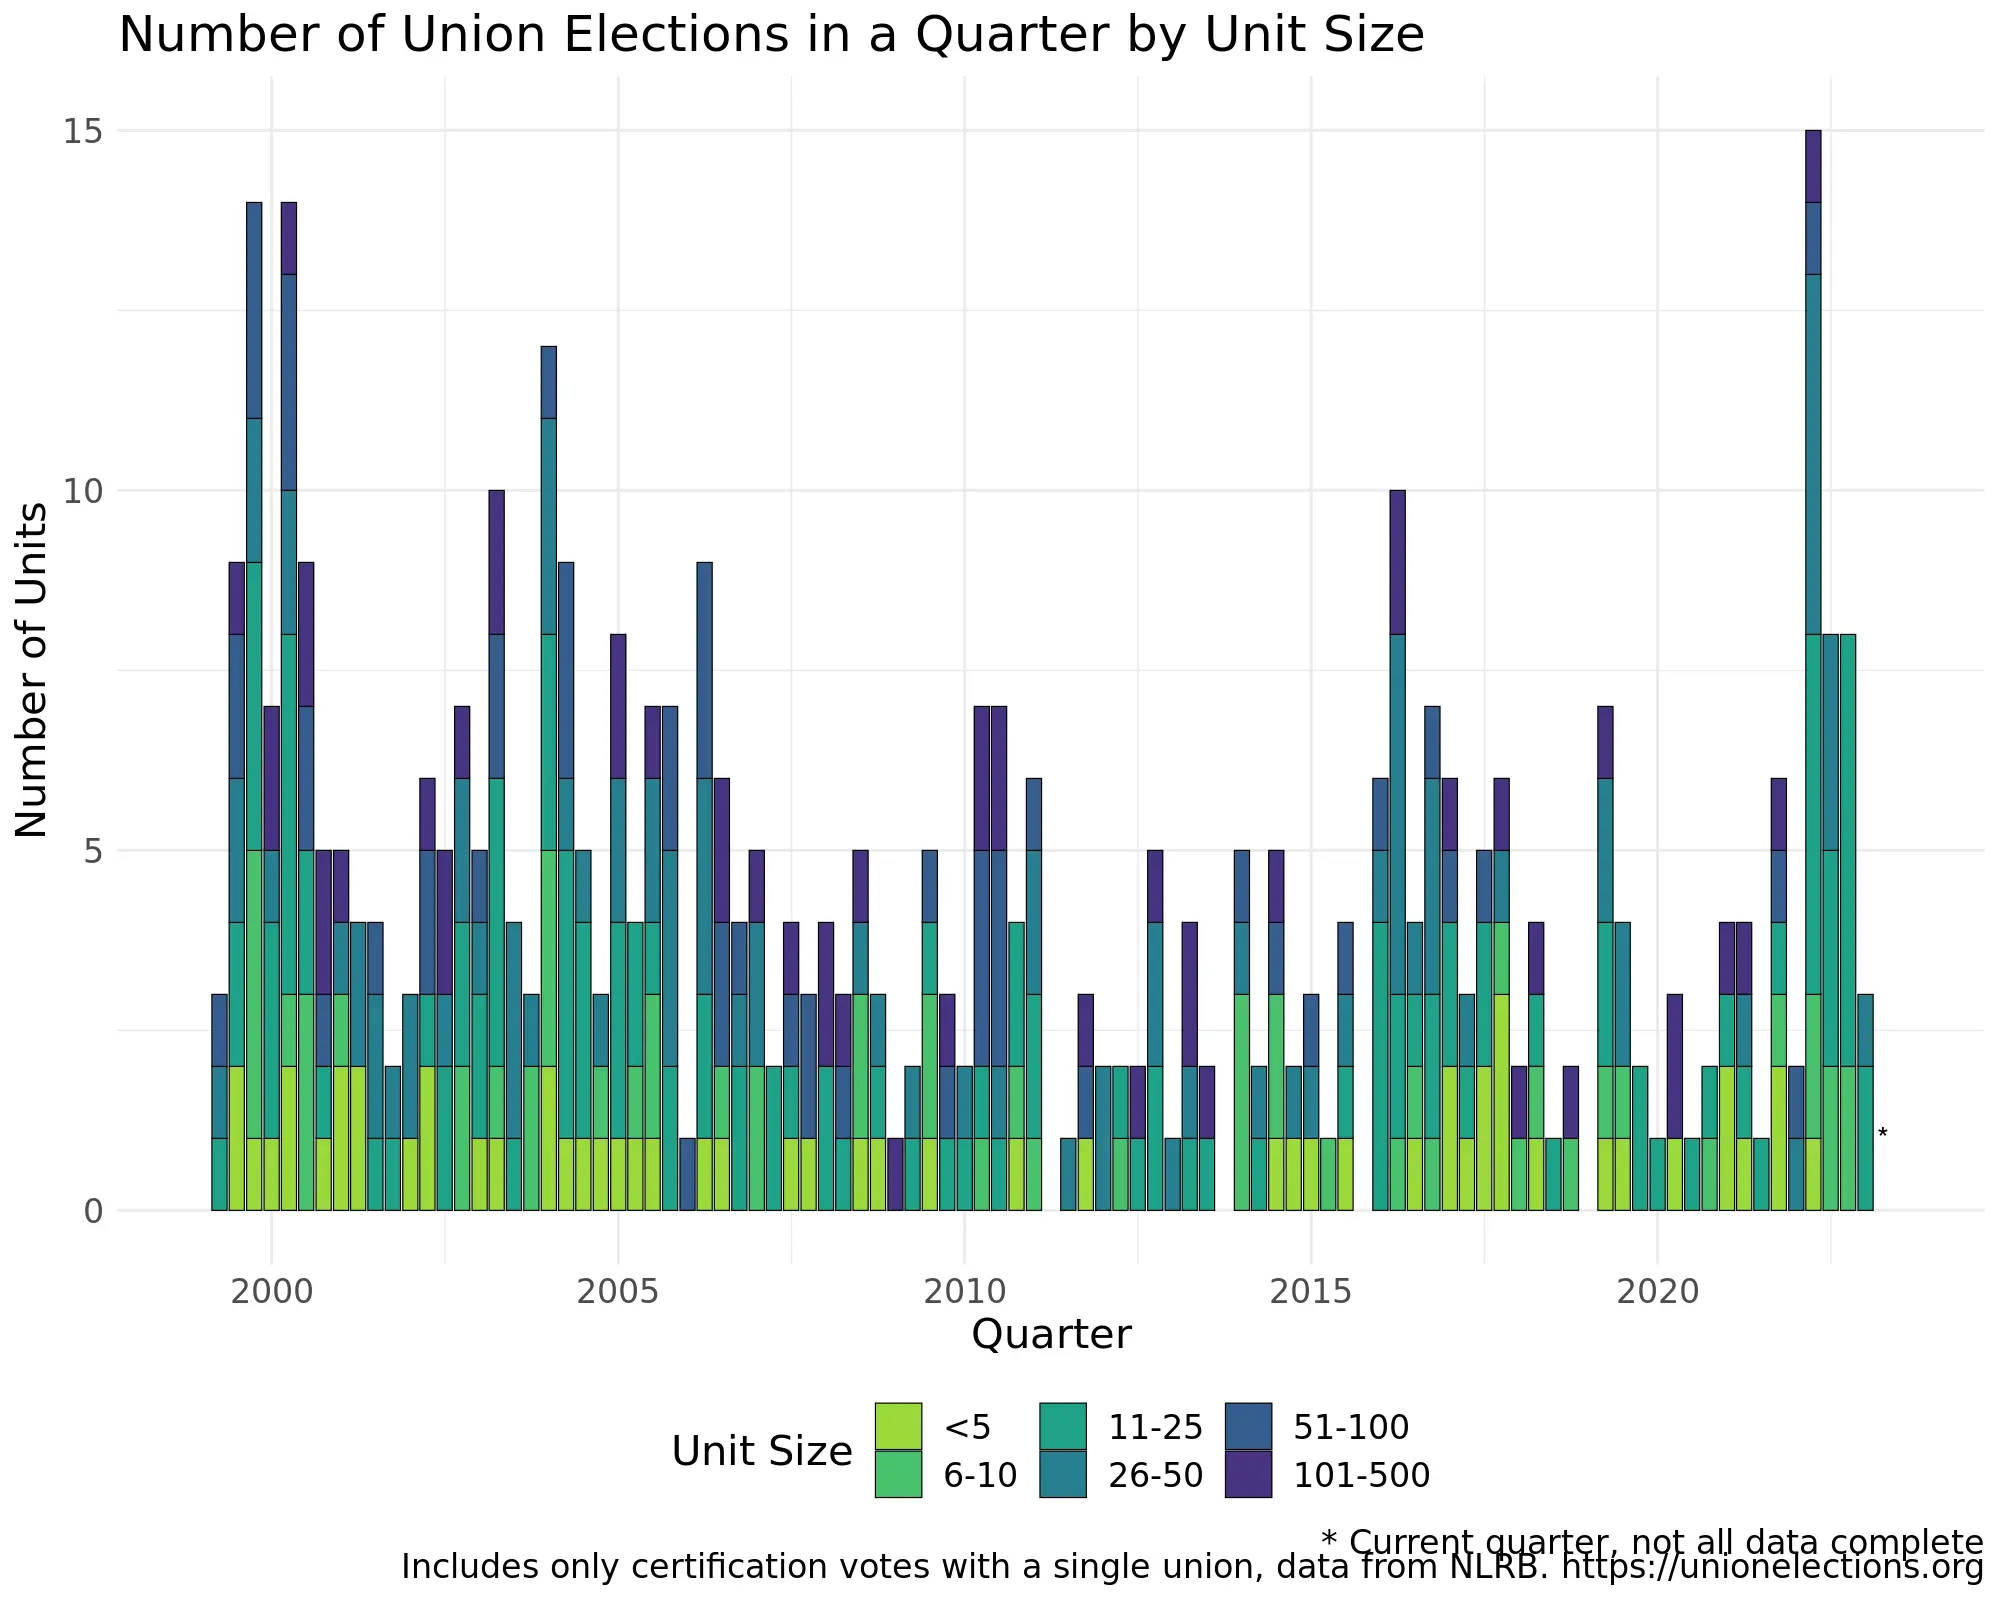 Number of Union Elections in a Quarter by Unit Size
Number of Units
15
10
5
0
*
2000 2005 2010 2015 2020
Quarter
Unit Size
<5 11-25 51-100
6-10 26-50 101-500
* Current quarter, not all data complete
Includes only certification votes with a single union, data from NLRB. https://unionelections.org